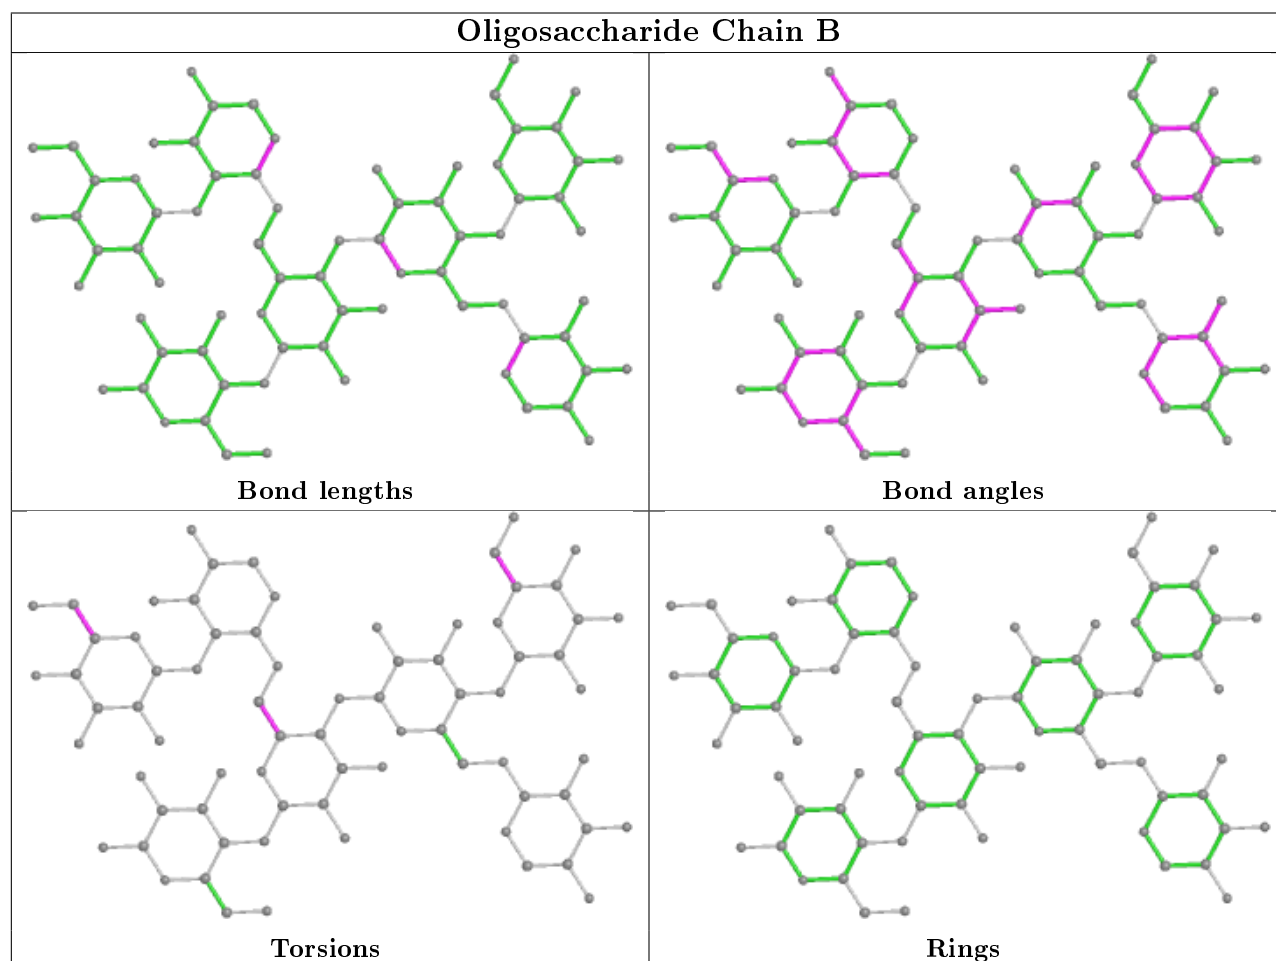 Oligosaccharide Chain B
Bond lengths
Bond angles
Torsions
Rings